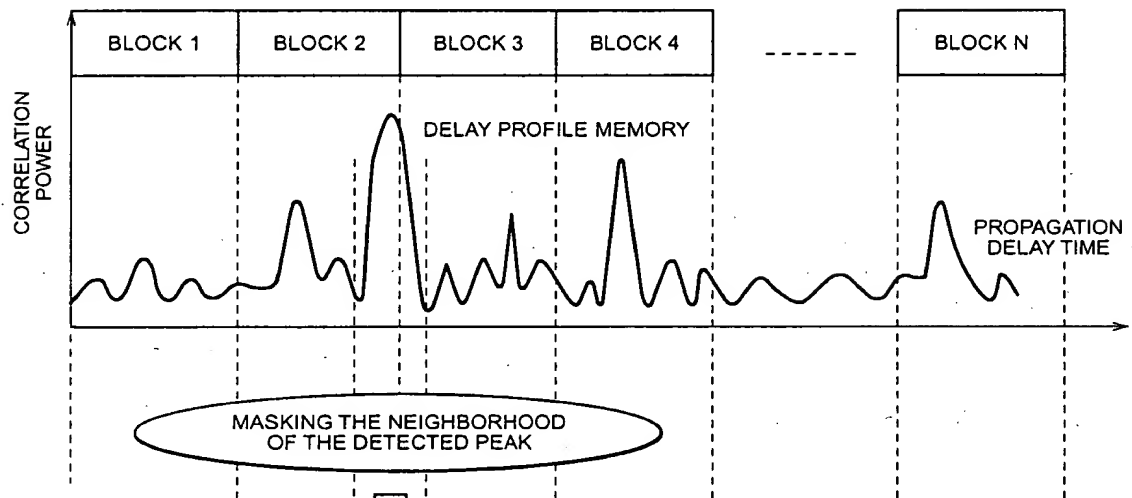 BLOCK 1
BLOCK 2
BLOCK 3
BLOCK 4
BLOCK N
DELAY PROFILE MEMORY
CORRELATION
POWER
PROPAGATION
DELAY TIME
MASKING THE NEIGHBORHOOD
OF THE DETECTED PEAK